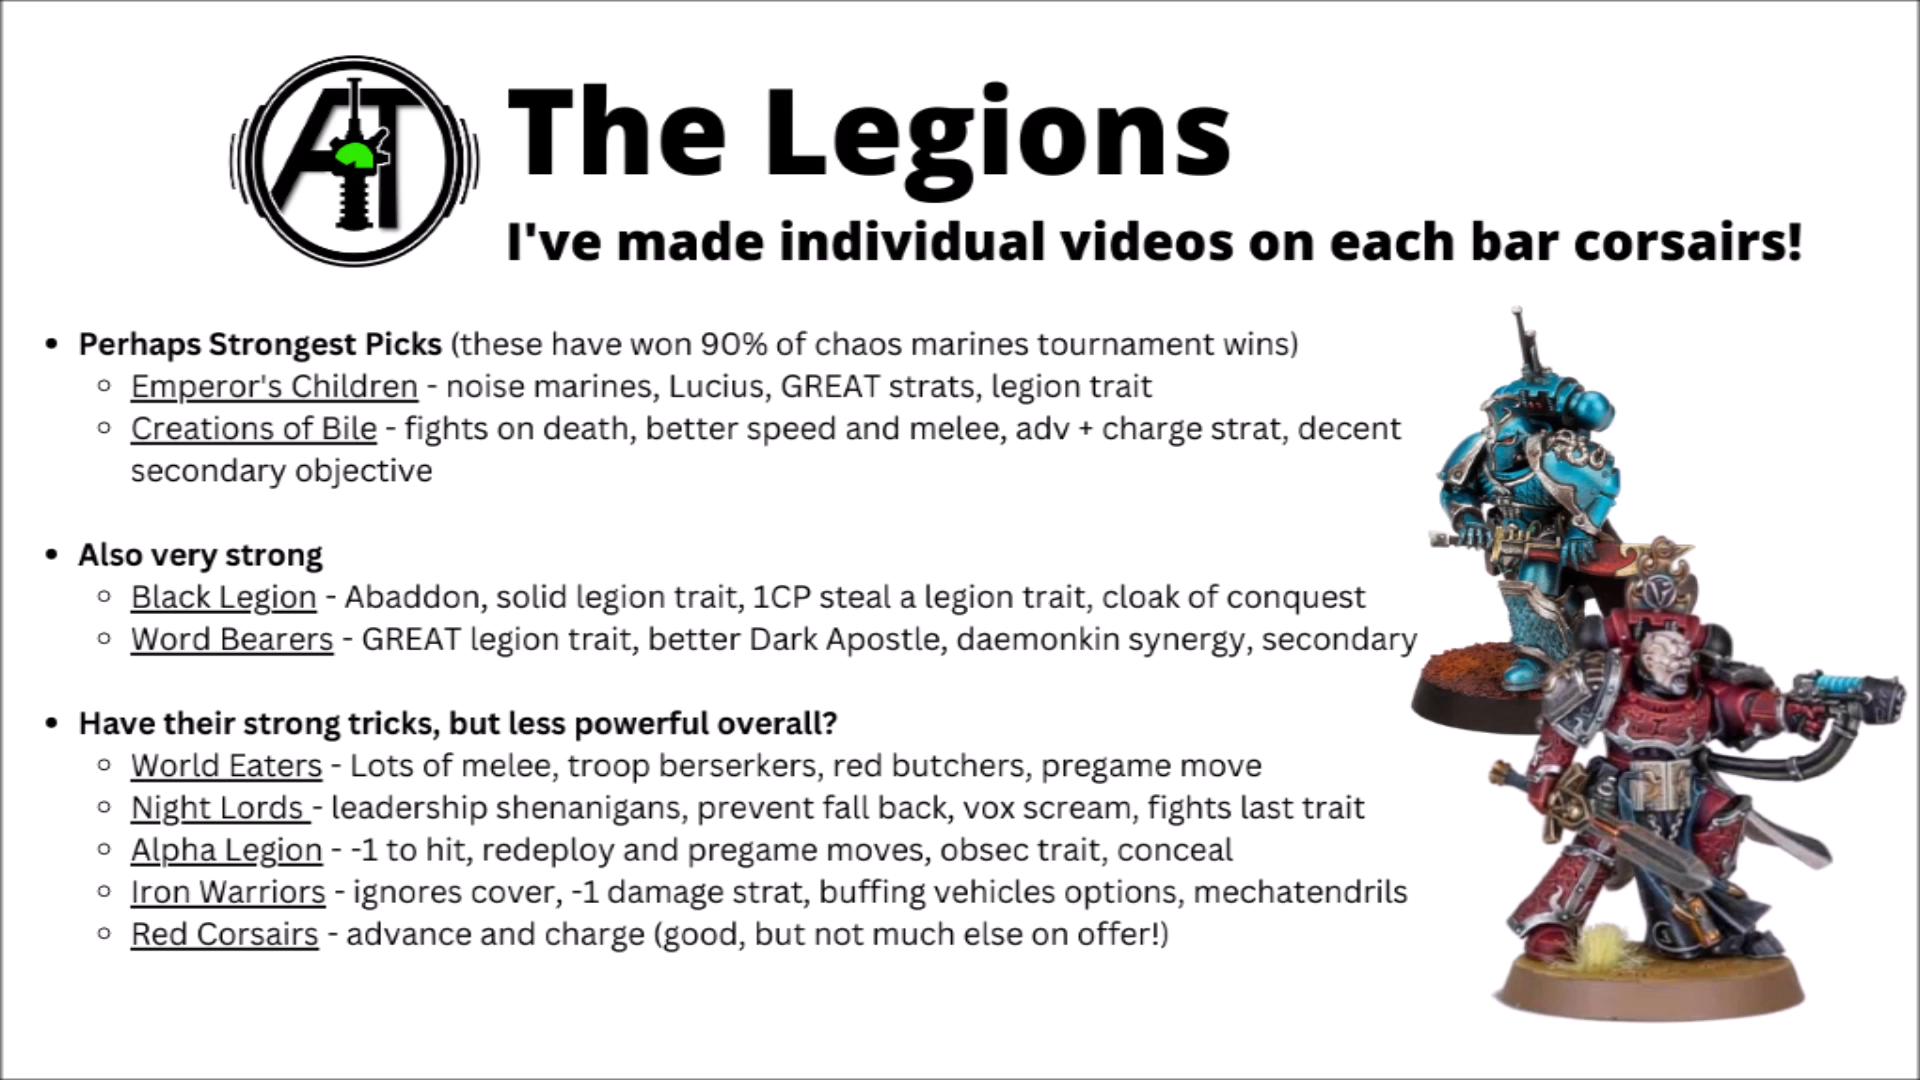 AT
The Legions
I've made individual videos on each bar corsairs!
• Perhaps Strongest Picks (these have won 90% of chaos marines tournament wins)
◦ Emperor's Children - noise marines, Lucius, GREAT strats, legion trait
◦ Creations of Bile - fights on death, better speed and melee, adv + charge strat, decent
secondary objective
• Also very strong
◦ Black Legion - Abaddon, solid legion trait, 1CP steal a legion trait, cloak of conquest
◦ Word Bearers - GREAT legion trait, better Dark Apostle, daemonkin synergy, secondary
• Have their strong tricks, but less powerful overall?
◦ World Eaters - Lots of melee, troop berserkers, red butchers, pregame move
◦ Night Lords - leadership shenanigans, prevent fall back, vox scream, fights last trait
◦ Alpha Legion - -1 to hit, redeploy and pregame moves, obsec trait, conceal
◦ Iron Warriors - ignores cover, -1 damage strat, buffing vehicles options, mechatendrils
◦ Red Corsairs - advance and charge (good, but not much else on offer!)